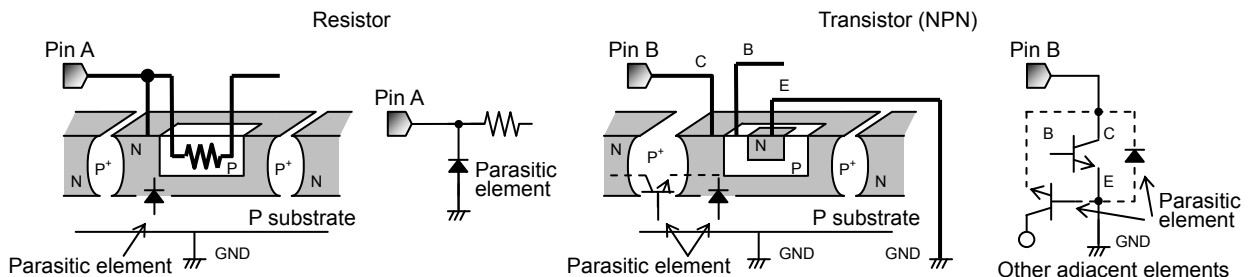 Resistor
Transistor (NPN)
Pin A
Pin B
C
B
E
Pin B
Pin A
N
P
P+
P+
N
N
Parasitic
element
P substrate
Parasitic element
GND
N
P
P+
P+
N
N
N
P substrate
Parasitic element
GND
GND
B
C
E
Parasitic
element
GND
Other adjacent elements